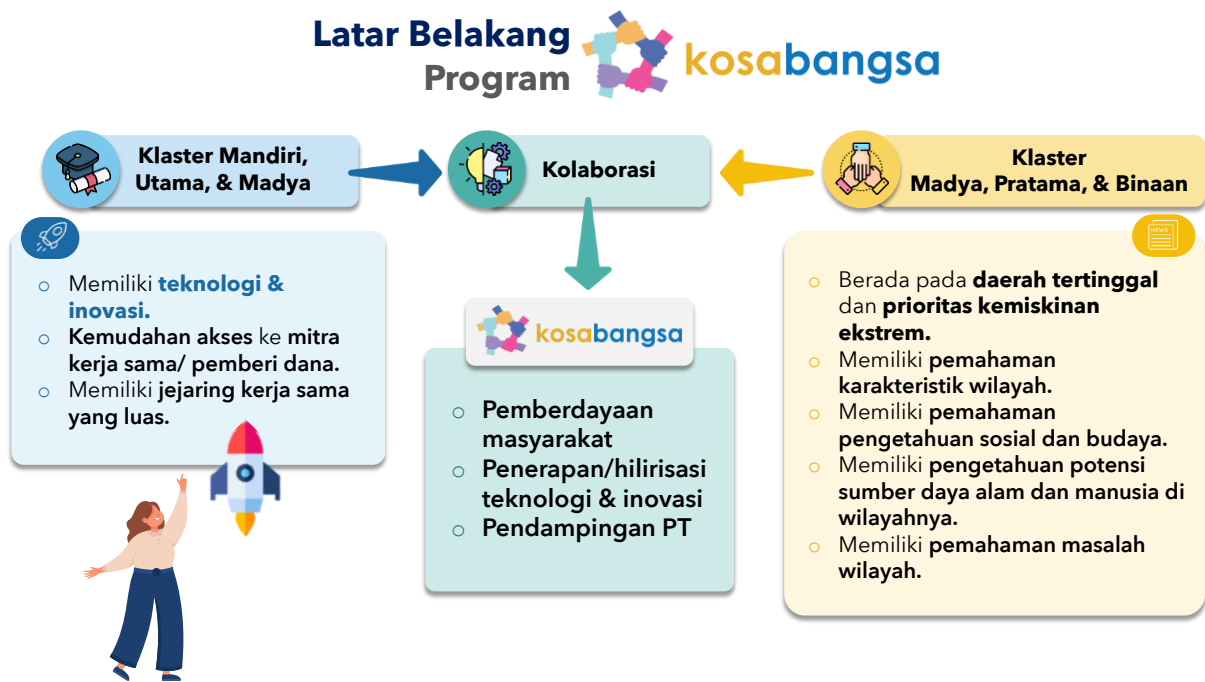 Latar Belakang
Program
kosabangsa
Klaster Mandiri,
Utama, & Madya
Kolaborasi
Klaster
Madya, Pratama, & Binaan
○ Memiliki teknologi &
inovasi.
○ Kemudahan akses ke mitra
kerja sama/ pemberi dana.
○ Memiliki jejaring kerja sama
yang luas.
kosabangsa
○ Pemberdayaan
masyarakat
○ Penerapan/hilirisasi
teknologi & inovasi
○ Pendampingan PT
NEWS
○ Berada pada daerah tertinggal
dan prioritas kemiskinan
ekstrem.
○ Memiliki pemahaman
karakteristik wilayah.
○ Memiliki pemahaman
pengetahuan sosial dan budaya.
○ Memiliki pengetahuan potensi
sumber daya alam dan manusia di
wilayahnya.
○ Memiliki pemahaman masalah
wilayah.